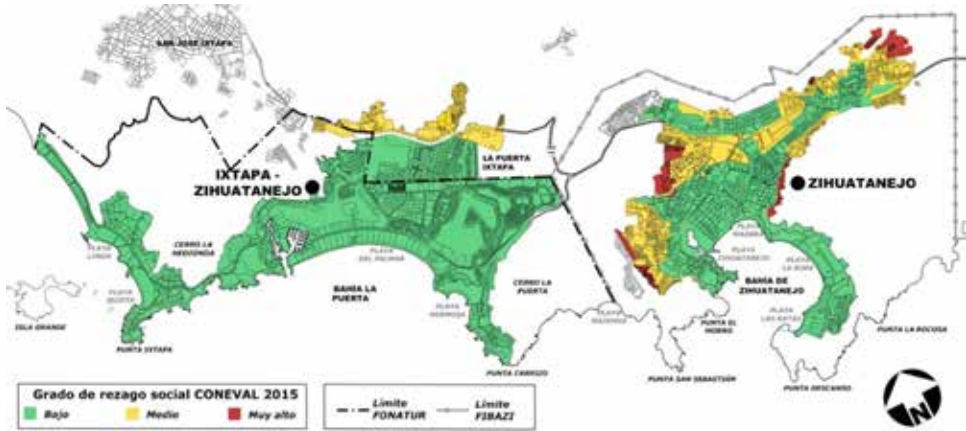 SAN JOSÉ IXTAPA
IXTAPA -
ZIHUATANEJO
LA PUERTA
IXTAPA
ZIHUATANEJO
PLAYA
LINDA
CERRO LA
HEDIONDA
PLAYA
DEL PALMAR
PLAYA
MADERA
PLAYA
ZIHUATANEJO
PLAYA
LA ROPA
PLAYA
QUIETA
BAHÍA LA
PUERTA
CERRO LA
PUERTA
BAHÍA DE
ZIHUATANEJO
PLAYA
HERMOSA
PLAYA
MAJAHUA
PLAYA
LAS GATAS
ISLA GRANDE
PUNTA EL
MORRO
PUNTA LA ROCOSA
PUNTA IXTAPA
PUNTA CARRIZO
PUNTA SAN SEBASTIÁN
PUNTA DESCANSO
Grado de rezago social CONEVAL 2015
Bajo
Medio
Muy alto
Límite
FONATUR
Límite
FIBAZI
N